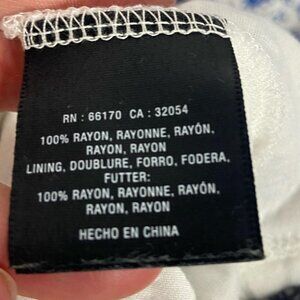 RN : 66170 CA : 32054
100% RAYON, RAYONNE, RAYÓN,
RAYON, RAYON
LINING, DOUBLURE, FORRO, FODERA,
FUTTER:
100% RAYON, RAYONNE, RAYÓN,
RAYON, RAYON
HECHO EN CHINA